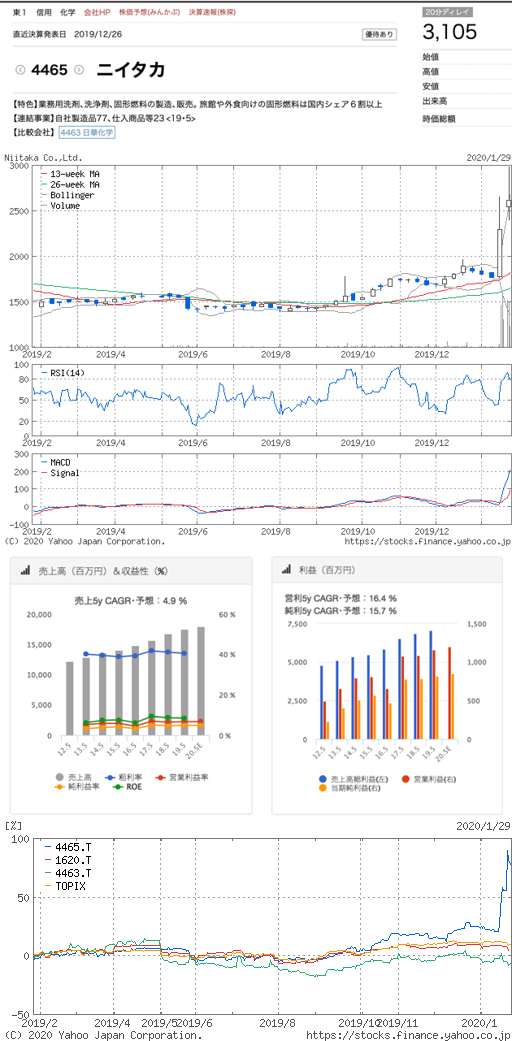 東1 信用 化学 会社HP 株価予想(みんかぶ) 決算速報(株探)
20分ディレイ
3,105
直近決算発表日 2019/12/26
優待あり
4465 ニイタカ
始値
高値
安値
出来高
時価総額
【特色】業務用洗剤、洗浄剤、固形燃料の製造、販売。旅館や外食向けの固形燃料は国内シェア6割以上
【連結事業】自社製造品77、仕入商品等23 <19・5>
【比較会社】 4463 日華化学
Niitaka Co.,Ltd. 2020/1/29
3000
2500
2000
1500
1000
13-week MA
26-week MA
Bollinger
Volume
2019/2 2019/4 2019/6 2019/8 2019/10 2019/12
100
80
60
40
20
0
RSI(14)
2019/2 2019/4 2019/6 2019/8 2019/10 2019/12
300
200
100
0
-100
MACD
Signal
2019/2 2019/4 2019/6 2019/8 2019/10 2019/12
(C) 2020 Yahoo Japan Corporation. https://stocks.finance.yahoo.co.jp/
売上高（百万円）＆収益性（%）
売上5y CAGR・予想：4.9 %
20,000
15,000
10,000
5,000
0
60 %
40 %
20 %
0 %
12.5 13.5 14.5 15.5 16.5 17.5 18.5 19.5 20.5E
売上高 粗利率 営業利益率
純利益率 ROE
利益（百万円）
営利5y CAGR・予想：16.4 %
純利5y CAGR・予想：15.7 %
7,500
5,000
2,500
0
1,500
1,000
500
0
12.5 13.5 14.5 15.5 16.5 17.5 18.5 19.5 20.5E
売上高総利益(左) 営業利益(右)
当期純利益(右)
[%] 2020/1/29
100
50
0
-50
4465.T
1620.T
4463.T
TOPIX
2019/2 2019/4 2019/5 2019/6 2019/8 2019/10 2019/11 2020/1
(C) 2020 Yahoo Japan Corporation. https://stocks.finance.yahoo.co.jp/